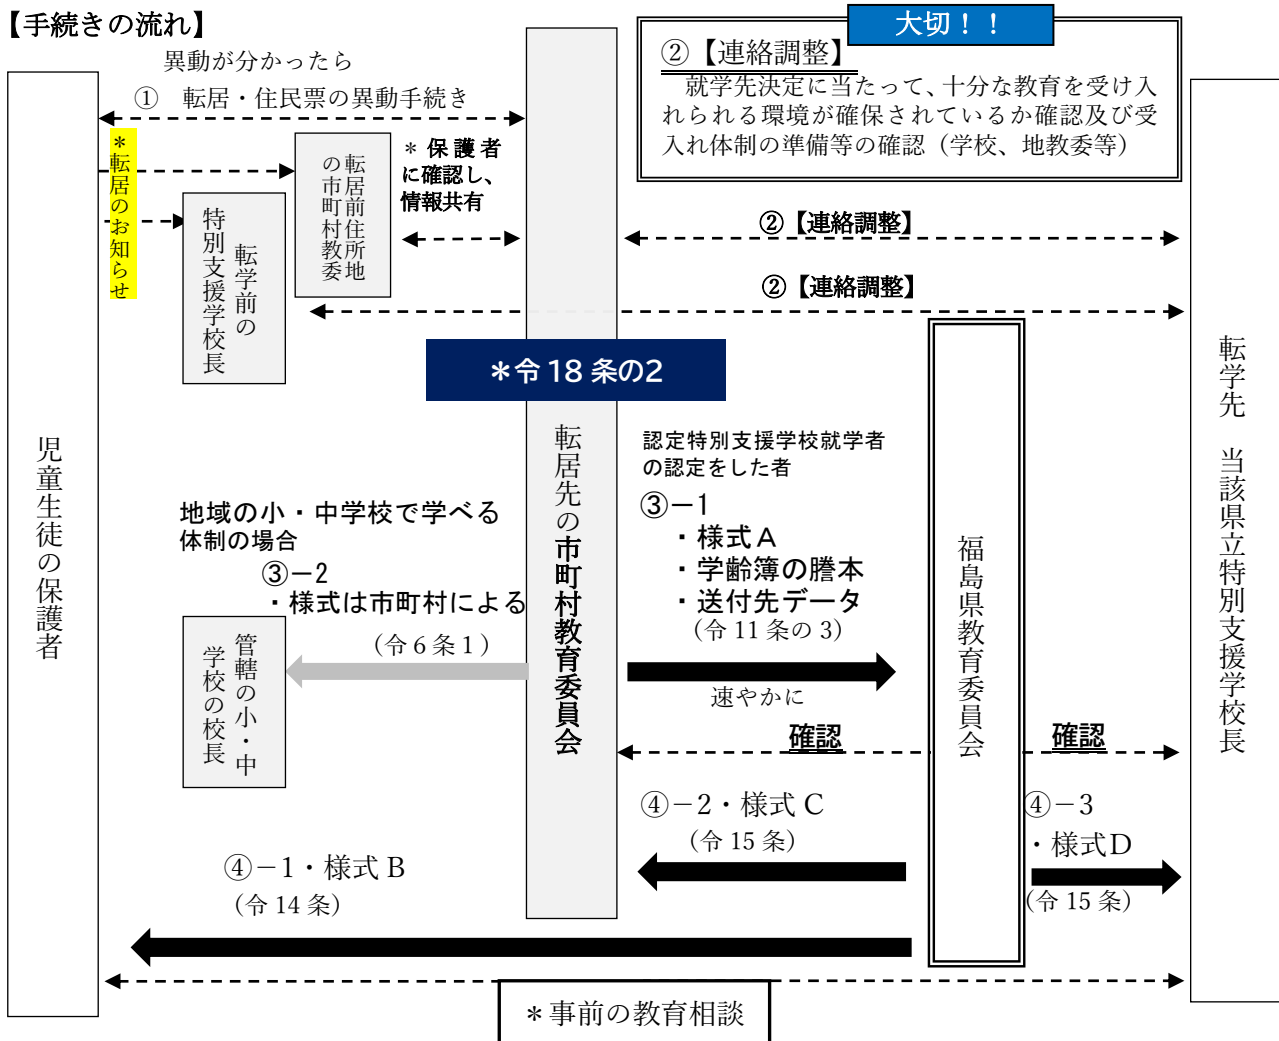 【手続きの流れ】
大切！！
②【連絡調整】
就学先決定に当たって、十分な教育を受け入
れられる環境が確保されているか確認及び受
入れ体制の準備等の確認（学校、地教委等）
異動が分かったら
① 転居・住民票の異動手続き
＊転居のお知らせ
転居前住所地
の市町村教委
＊保護者
に確認し、
情報共有
転学前の
特別支援学校長
②【連絡調整】
②【連絡調整】
＊令18条の2
児童生徒の保護者
転居先の市町村教育委員会
福島県教育委員会
転学先 当該県立特別支援学校長
認定特別支援学校就学者
の認定をした者
③－1
・様式A
・学齢簿の謄本
・送付先データ
（令11条の3）
速やかに
地域の小・中学校で学べる
体制の場合
③－2
・様式は市町村による
（令6条1）
管轄の小・中
学校の校長
確認
確認
④－2・様式C
（令15条）
④－3
・様式D
（令15条）
④－1・様式B
（令14条）
＊事前の教育相談